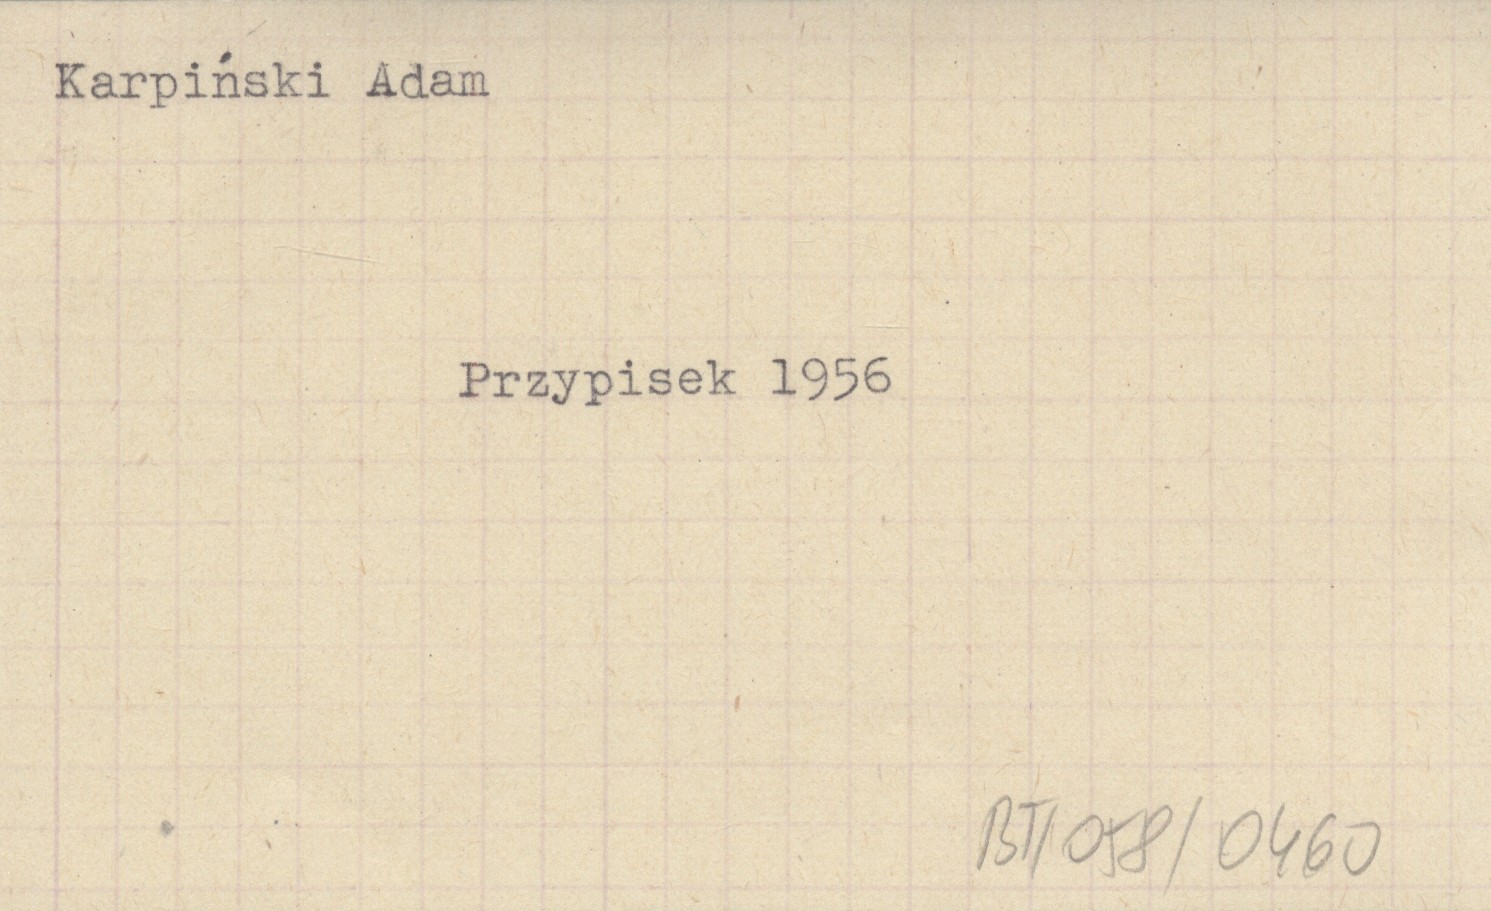 Karpiński Adam
Przypisek 1956
BT/058/0460